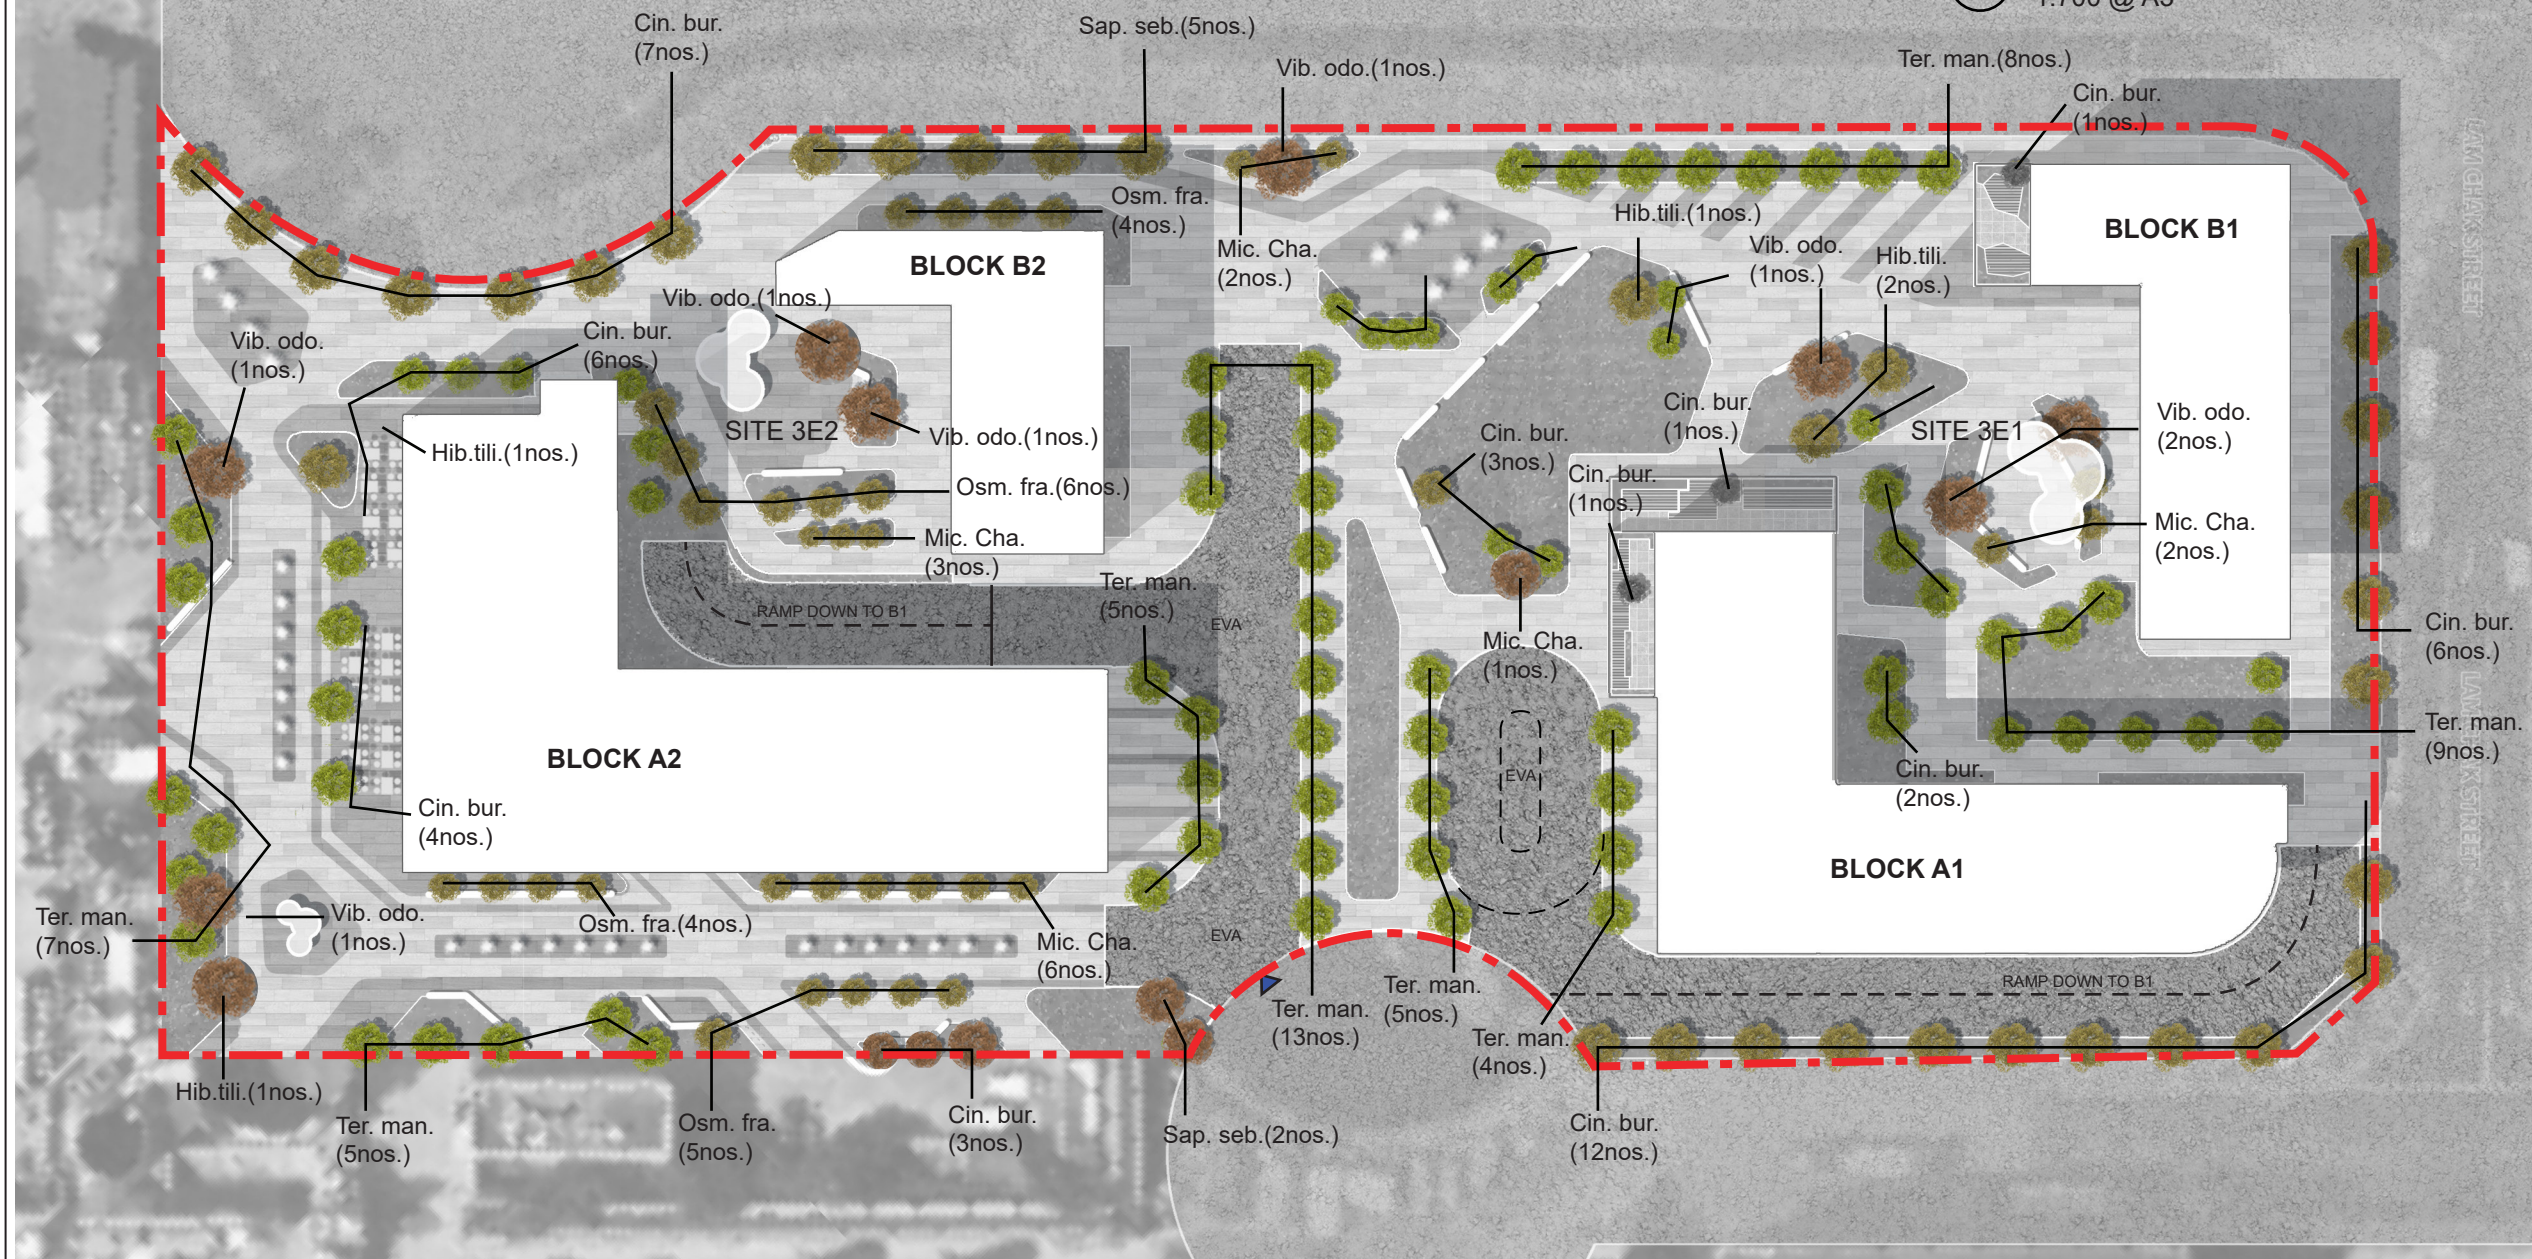 1:700 @ A3
Cin. bur.
(7nos.)
Sap. seb.(5nos.)
Vib. odo.(1nos.)
Ter. man.(8nos.)
Cin. bur.
(1nos.)
LAM CHAK STREET
Osm. fra.
(4nos.)
Mic. Cha.
(2nos.)
Hib.tili.(1nos.)
Vib. odo.
(1nos.)
Hib.tili.
(2nos.)
BLOCK B1
BLOCK B2
Vib. odo.(1nos.)
Vib. odo.
(1nos.)
Cin. bur.
(6nos.)
SITE 3E2
Vib. odo.(1nos.)
Hib.tili.(1nos.)
Osm. fra.(6nos.)
Mic. Cha.
(3nos.)
Cin. bur.
(3nos.)
Cin. bur.
(1nos.)
Cin. bur.
(1nos.)
SITE 3E1
Vib. odo.
(2nos.)
Mic. Cha.
(2nos.)
Ter. man.
(5nos.)
RAMP DOWN TO B1
EVA
Mic. Cha.
(1nos.)
Cin. bur.
(6nos.)
Ter. man.
(9nos.)
LAM CHAK STREET
BLOCK A2
EVA
Cin. bur.
(2nos.)
Cin. bur.
(4nos.)
BLOCK A1
Ter. man.
(7nos.)
Vib. odo.
(1nos.)
Osm. fra.(4nos.)
Mic. Cha.
(6nos.)
EVA
RAMP DOWN TO B1
Ter. man.
(13nos.)
Ter. man.
(5nos.)
Ter. man.
(4nos.)
Hib.tili.(1nos.)
Ter. man.
(5nos.)
Osm. fra.
(5nos.)
Cin. bur.
(3nos.)
Sap. seb.(2nos.)
Cin. bur.
(12nos.)